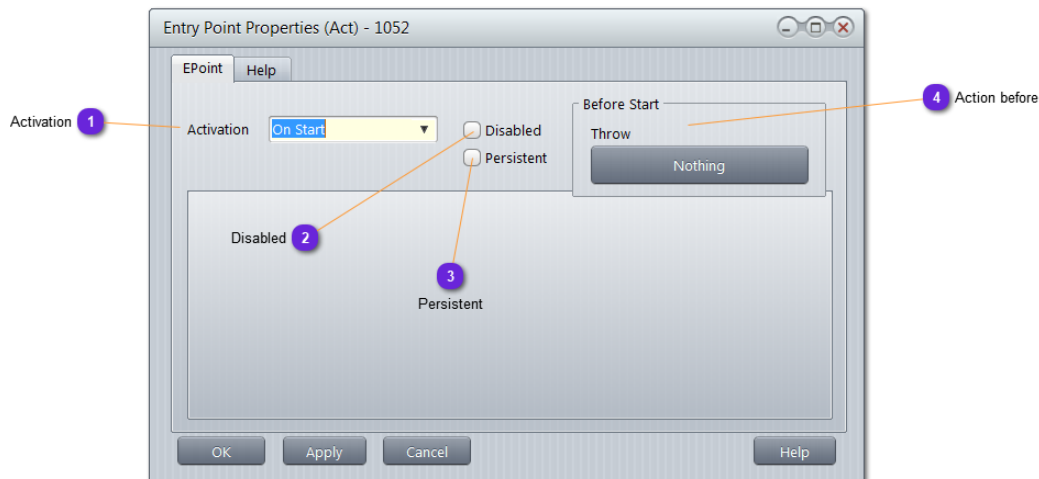 Entry Point Properties (Act) - 1052
EPoint Help
Activation 1
Activation On Start
Disabled
Persistent
Before Start
Throw
Nothing
4 Action before
Disabled 2
3
Persistent
OK Apply Cancel Help